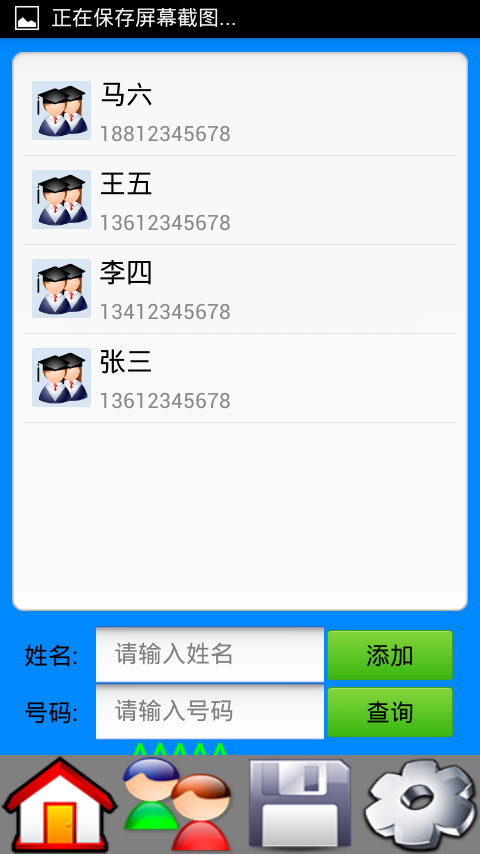 正在保存屏幕截图...
马六
18812345678
王五
13612345678
李四
13412345678
张三
13612345678
姓名: 请输入姓名 添加
号码: 请输入号码 查询